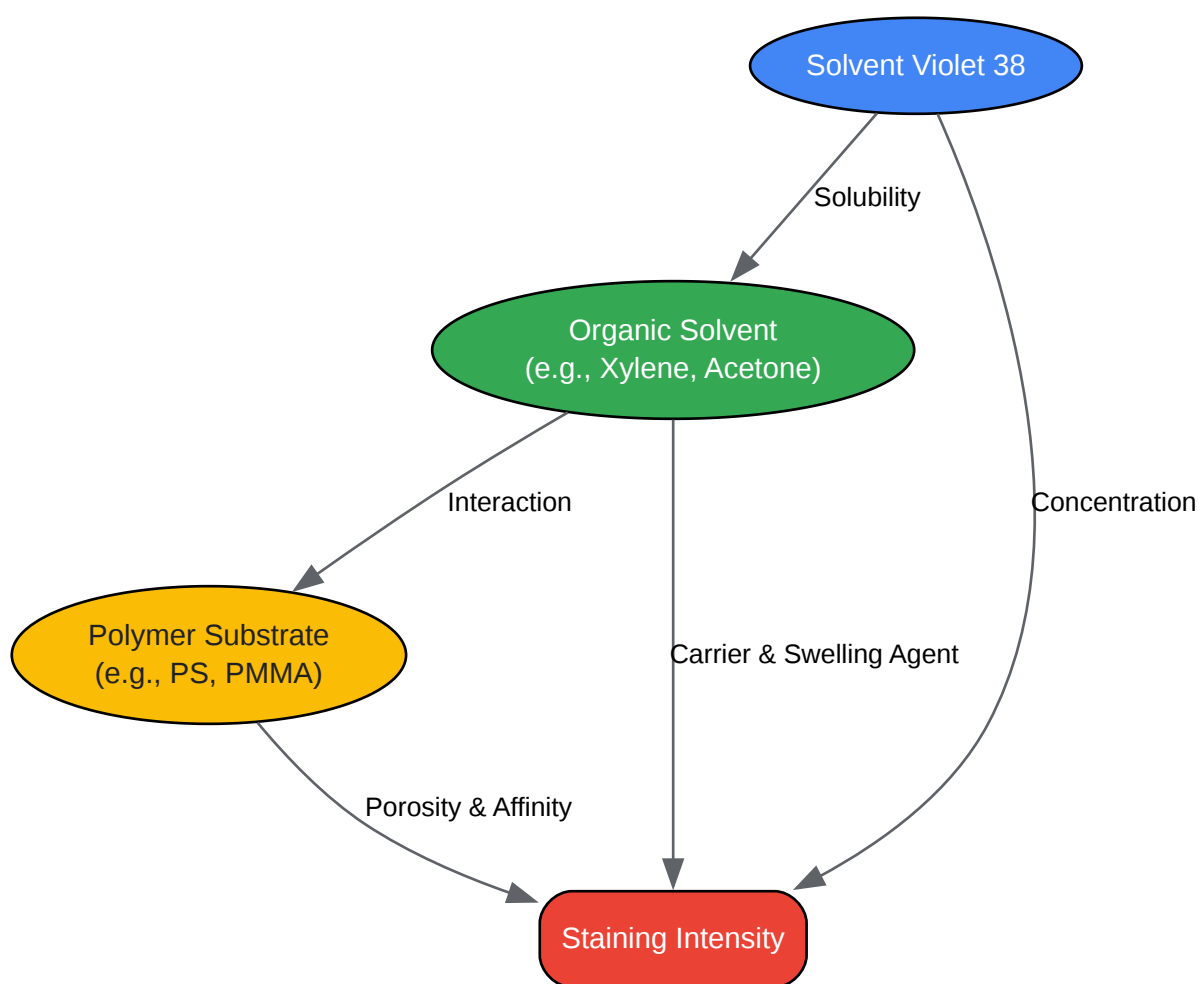 Solvent Violet 38
Solubility
Organic Solvent
(e.g., Xylene, Acetone)
Interaction
Concentration
Polymer Substrate
(e.g., PS, PMMA)
Carrier & Swelling Agent
Porosity & Affinity
Staining Intensity